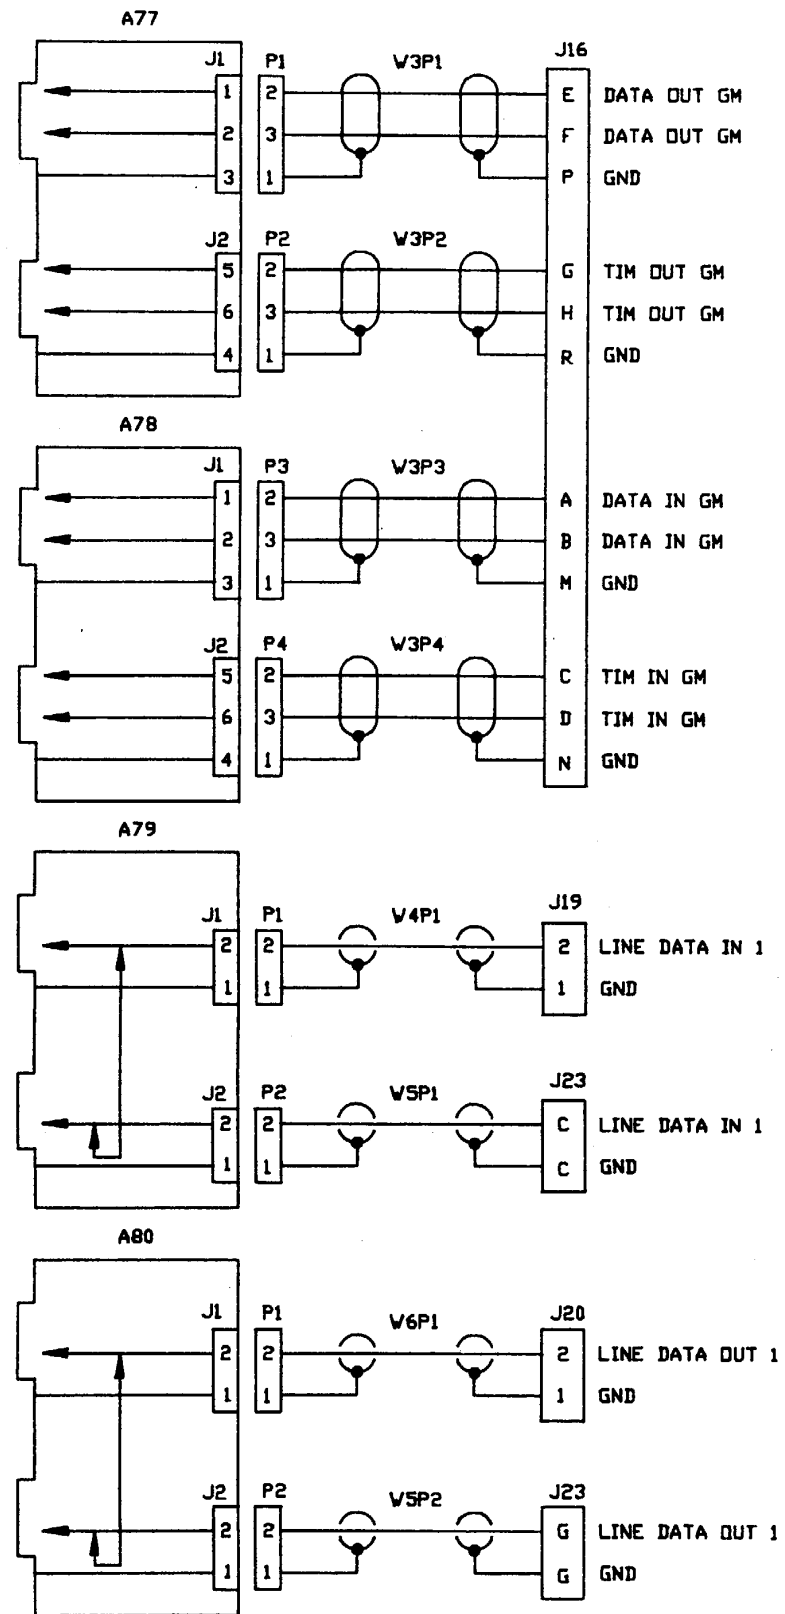 A77
J1 P1 W3P1 J16
1 2 E DATA OUT GM
2 3 F DATA OUT GM
3 1 P GND
J2 P2 W3P2
5 2 G TIM OUT GM
6 3 H TIM OUT GM
4 1 R GND
A78
J1 P3 W3P3
1 2 A DATA IN GM
2 3 B DATA IN GM
3 1 M GND
J2 P4 W3P4
5 2 C TIM IN GM
6 3 D TIM IN GM
4 1 N GND
A79
J1 P1 W4P1 J19
2 2 2 LINE DATA IN 1
1 1 1 GND
J2 P2 W5P1 J23
2 2 C LINE DATA IN 1
1 1 C GND
A80
J1 P1 W6P1 J20
2 2 2 LINE DATA OUT 1
1 1 1 GND
J2 P2 W5P2 J23
2 2 G LINE DATA OUT 1
1 1 G GND